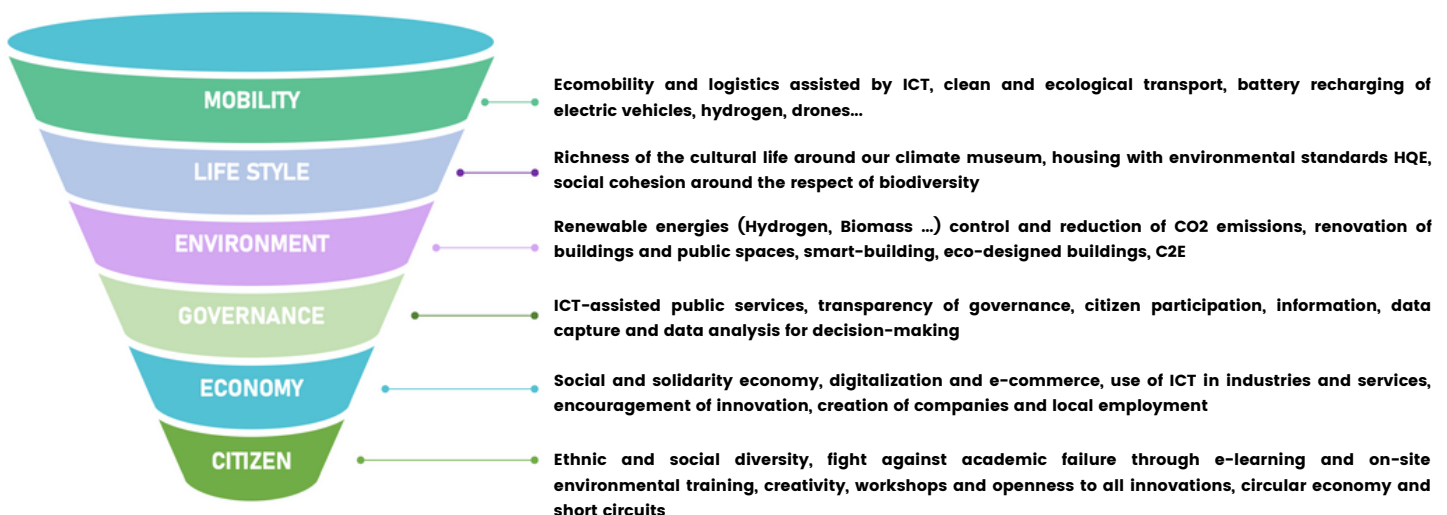 MOBILITY
Ecomobility and logistics assisted by ICT, clean and ecological transport, battery recharging of
electric vehicles, hydrogen, drones...
LIFE STYLE
Richness of the cultural life around our climate museum, housing with environmental standards HQE,
social cohesion around the respect of biodiversity
ENVIRONMENT
Renewable energies (Hydrogen, Biomass ...) control and reduction of CO2 emissions, renovation of
buildings and public spaces, smart-building, eco-designed buildings, C2E
GOVERNANCE
ICT-assisted public services, transparency of governance, citizen participation, information, data
capture and data analysis for decision-making
ECONOMY
Social and solidarity economy, digitalization and e-commerce, use of ICT in industries and services,
encouragement of innovation, creation of companies and local employment
CITIZEN
Ethnic and social diversity, fight against academic failure through e-learning and on-site
environmental training, creativity, workshops and openness to all innovations, circular economy and
short circuits